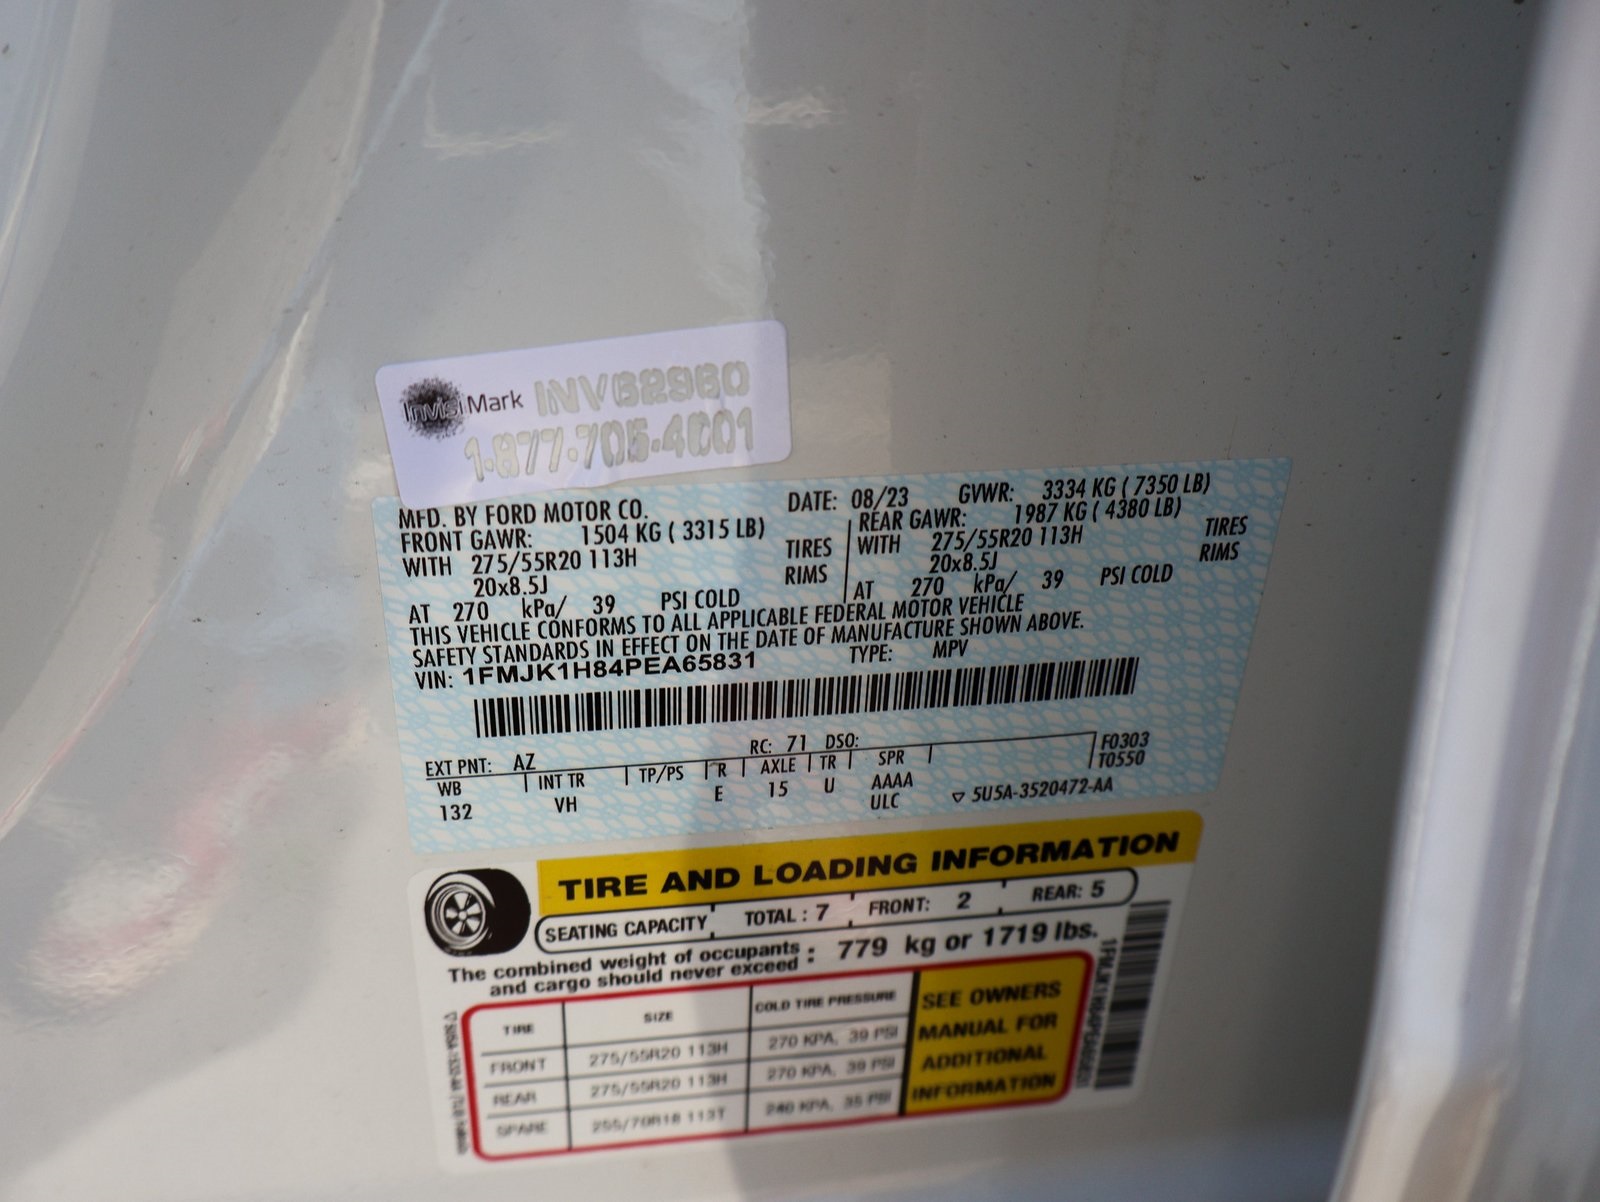 InvisiMark INV62960
1-877-705-4001
MFD. BY FORD MOTOR CO. DATE: 08/23 GVWR: 3334 KG ( 7350 LB)
FRONT GAWR: 1504 KG ( 3315 LB) REAR GAWR: 1987 KG ( 4380 LB)
WITH 275/55R20 113H TIRES WITH 275/55R20 113H TIRES
20x8.5J RIMS 20x8.5J RIMS
AT 270 kPa/ 39 PSI COLD AT 270 kPa/ 39 PSI COLD
THIS VEHICLE CONFORMS TO ALL APPLICABLE FEDERAL MOTOR VEHICLE
SAFETY STANDARDS IN EFFECT ON THE DATE OF MANUFACTURE SHOWN ABOVE.
VIN: 1FMJK1H84PEA65831 TYPE: MPV
EXT PNT: AZ RC: 71 DSO: F0303
WB INT TR TP/PS R AXLE TR SPR T0550
132 VH E 15 U AAAA
ULC ▽ 5U5A-3520472-AA
TIRE AND LOADING INFORMATION
SEATING CAPACITY TOTAL : 7 FRONT: 2 REAR: 5
The combined weight of occupants : 779 kg or 1719 lbs.
and cargo should never exceed
TIRE SIZE COLD TIRE PRESSURE
FRONT 275/55R20 113H 270 KPA, 39 PSI
REAR 275/55R20 113H 270 KPA, 39 PSI
SPARE 255/70R18 113T 240 KPA, 35 PSI
SEE OWNERS
MANUAL FOR
ADDITIONAL
INFORMATION
1FMJK1H84PEA65831